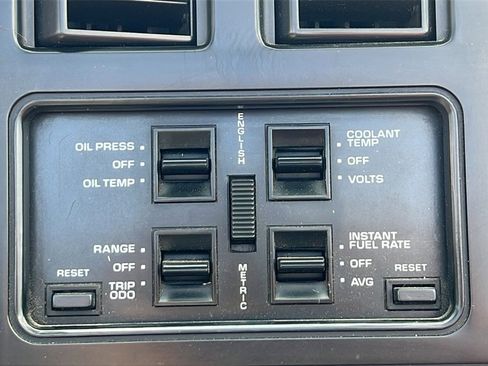 OIL PRESS
OFF
OIL TEMP
ENGLISH
COOLANT
TEMP
OFF
VOLTS
RANGE
OFF
TRIP
ODO
RESET
METRIC
INSTANT
FUEL RATE
OFF
AVG
RESET